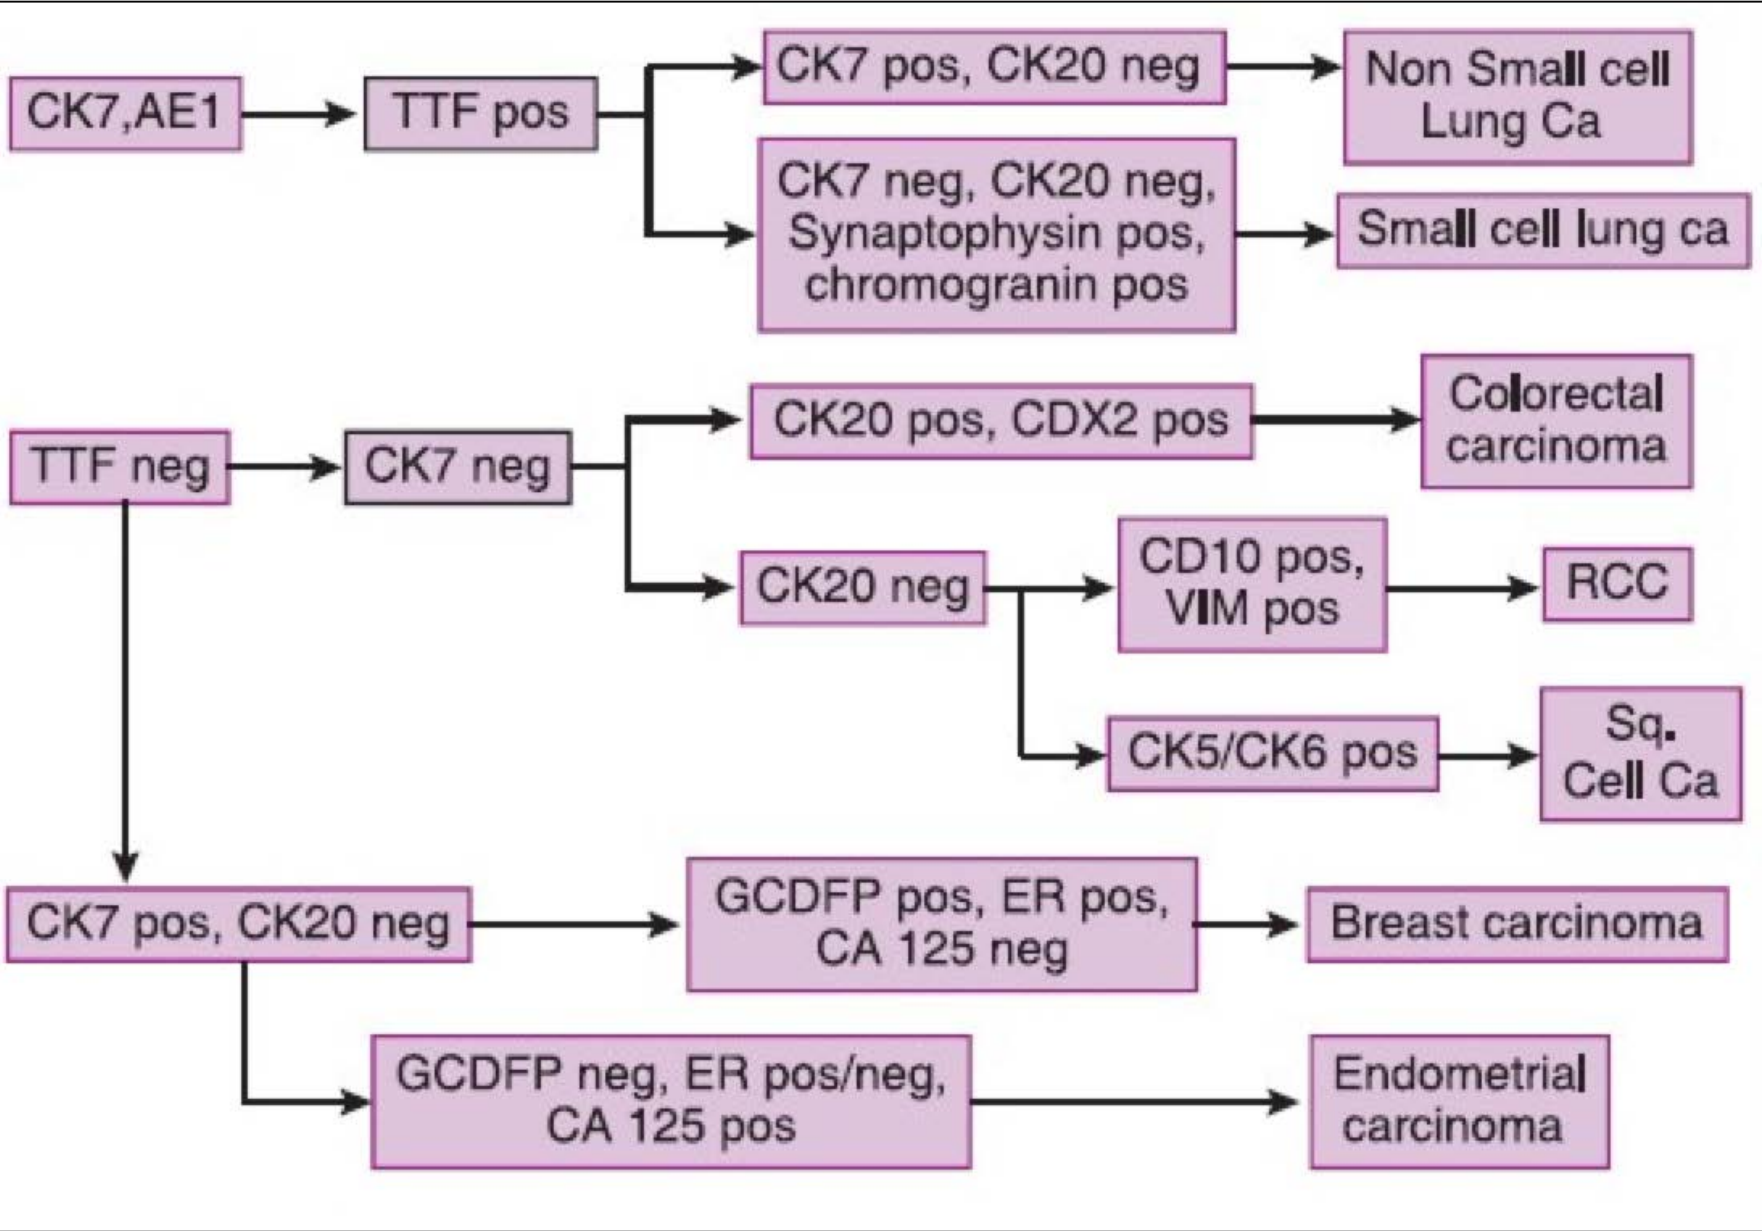 CK7,AE1
TTF pos
CK7 pos, CK20 neg
Non Small cell
Lung Ca
CK7 neg, CK20 neg,
Synaptophysin pos,
chromogranin pos
Small cell lung ca
TTF neg
CK7 neg
CK20 pos, CDX2 pos
Colorectal
carcinoma
CK20 neg
CD10 pos,
VIM pos
RCC
CK5/CK6 pos
Sq.
Cell Ca
CK7 pos, CK20 neg
GCDFP pos, ER pos,
CA 125 neg
Breast carcinoma
GCDFP neg, ER pos/neg,
CA 125 pos
Endometrial
carcinoma